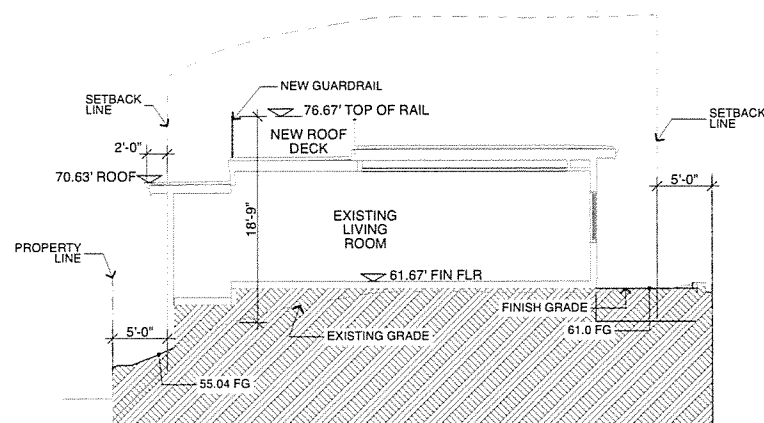 NEW GUARDRAIL
SETBACK
LINE
76.67' TOP OF RAIL
SETBACK
LINE
NEW ROOF
DECK
2'-0"
70.63' ROOF
5'-0"
18'-9"
EXISTING
LIVING
ROOM
PROPERTY
LINE
61.67' FIN FLR
FINISH GRADE
5'-0"
EXISTING GRADE
61.0 FG
55.04 FG